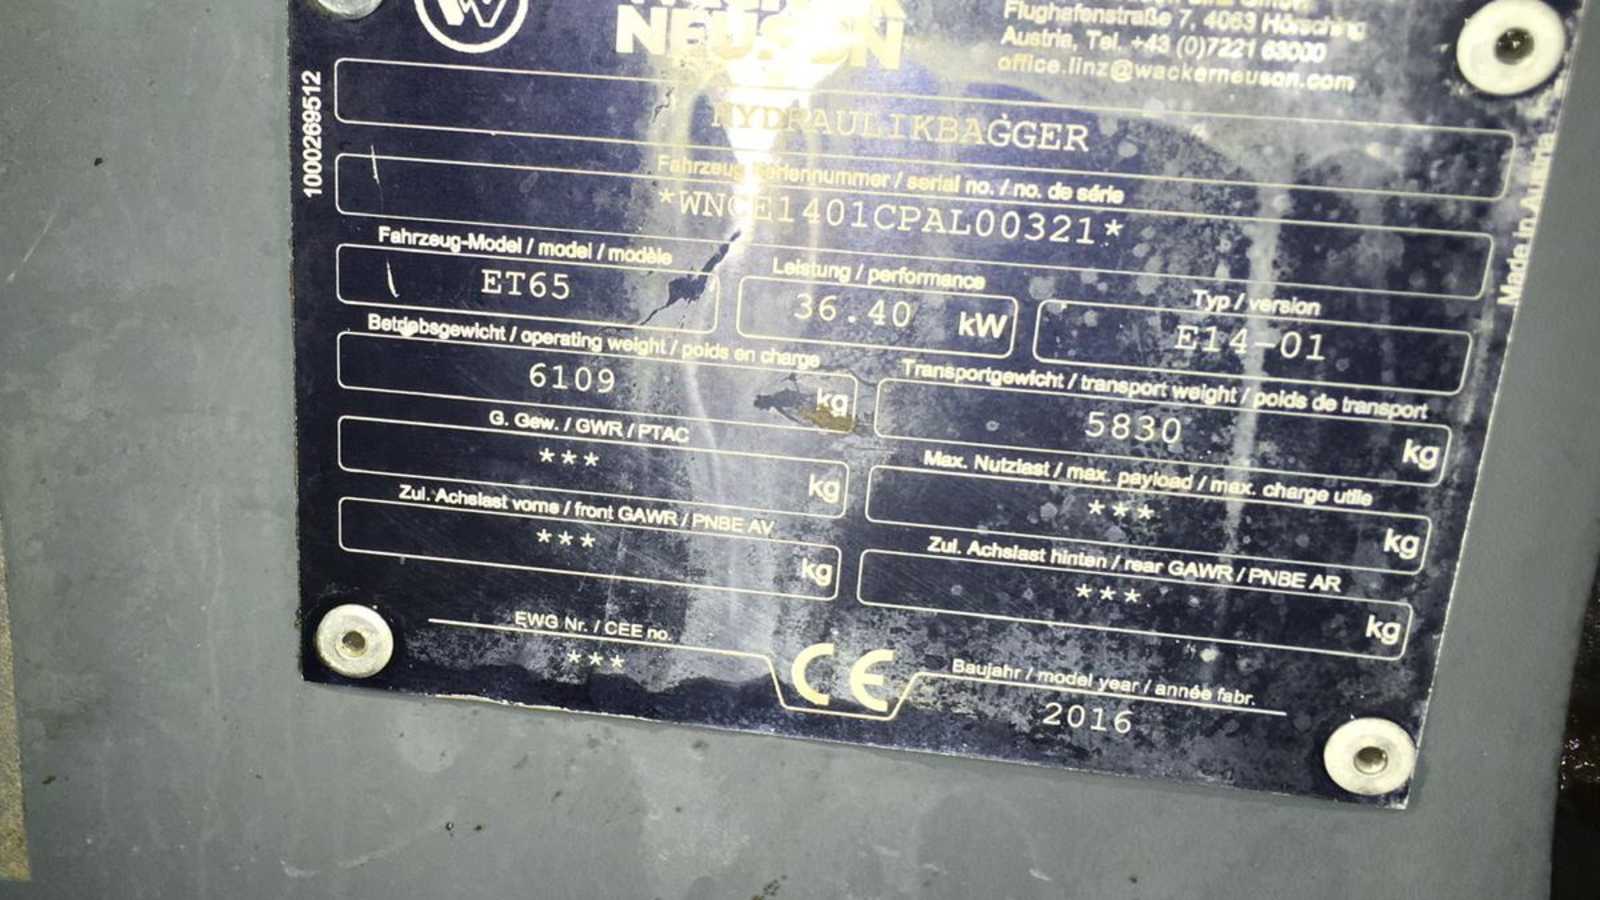 NEUSON
Flughafenstraße 7, 4063 Hörsching
Austria, Tel. +43 (0)7221 63000
office.linz@wackerneuson.com
1000269512
HYDRAULIKBAGGER
Fahrzeug-Seriennummer / serial no. / no. de série
*WNCE1401CPAL00321*
Fahrzeug-Model / model / modèle
ET65
Leistung / performance
36.40 kW
Typ / version
E14-01
Betriebsgewicht / operating weight / poids en charge
6109 kg
Transportgewicht / transport weight / poids de transport
5830 kg
G. Gew. / GWR / PTAC
*** kg
Max. Nutzlast / max. payload / max. charge utile
*** kg
Zul. Achslast vorne / front GAWR / PNBE AV
*** kg
Zul. Achslast hinten / rear GAWR / PNBE AR
*** kg
EWG Nr. / CEE no.
***
CE
Baujahr / model year / année fabr.
2016
Made in Austria